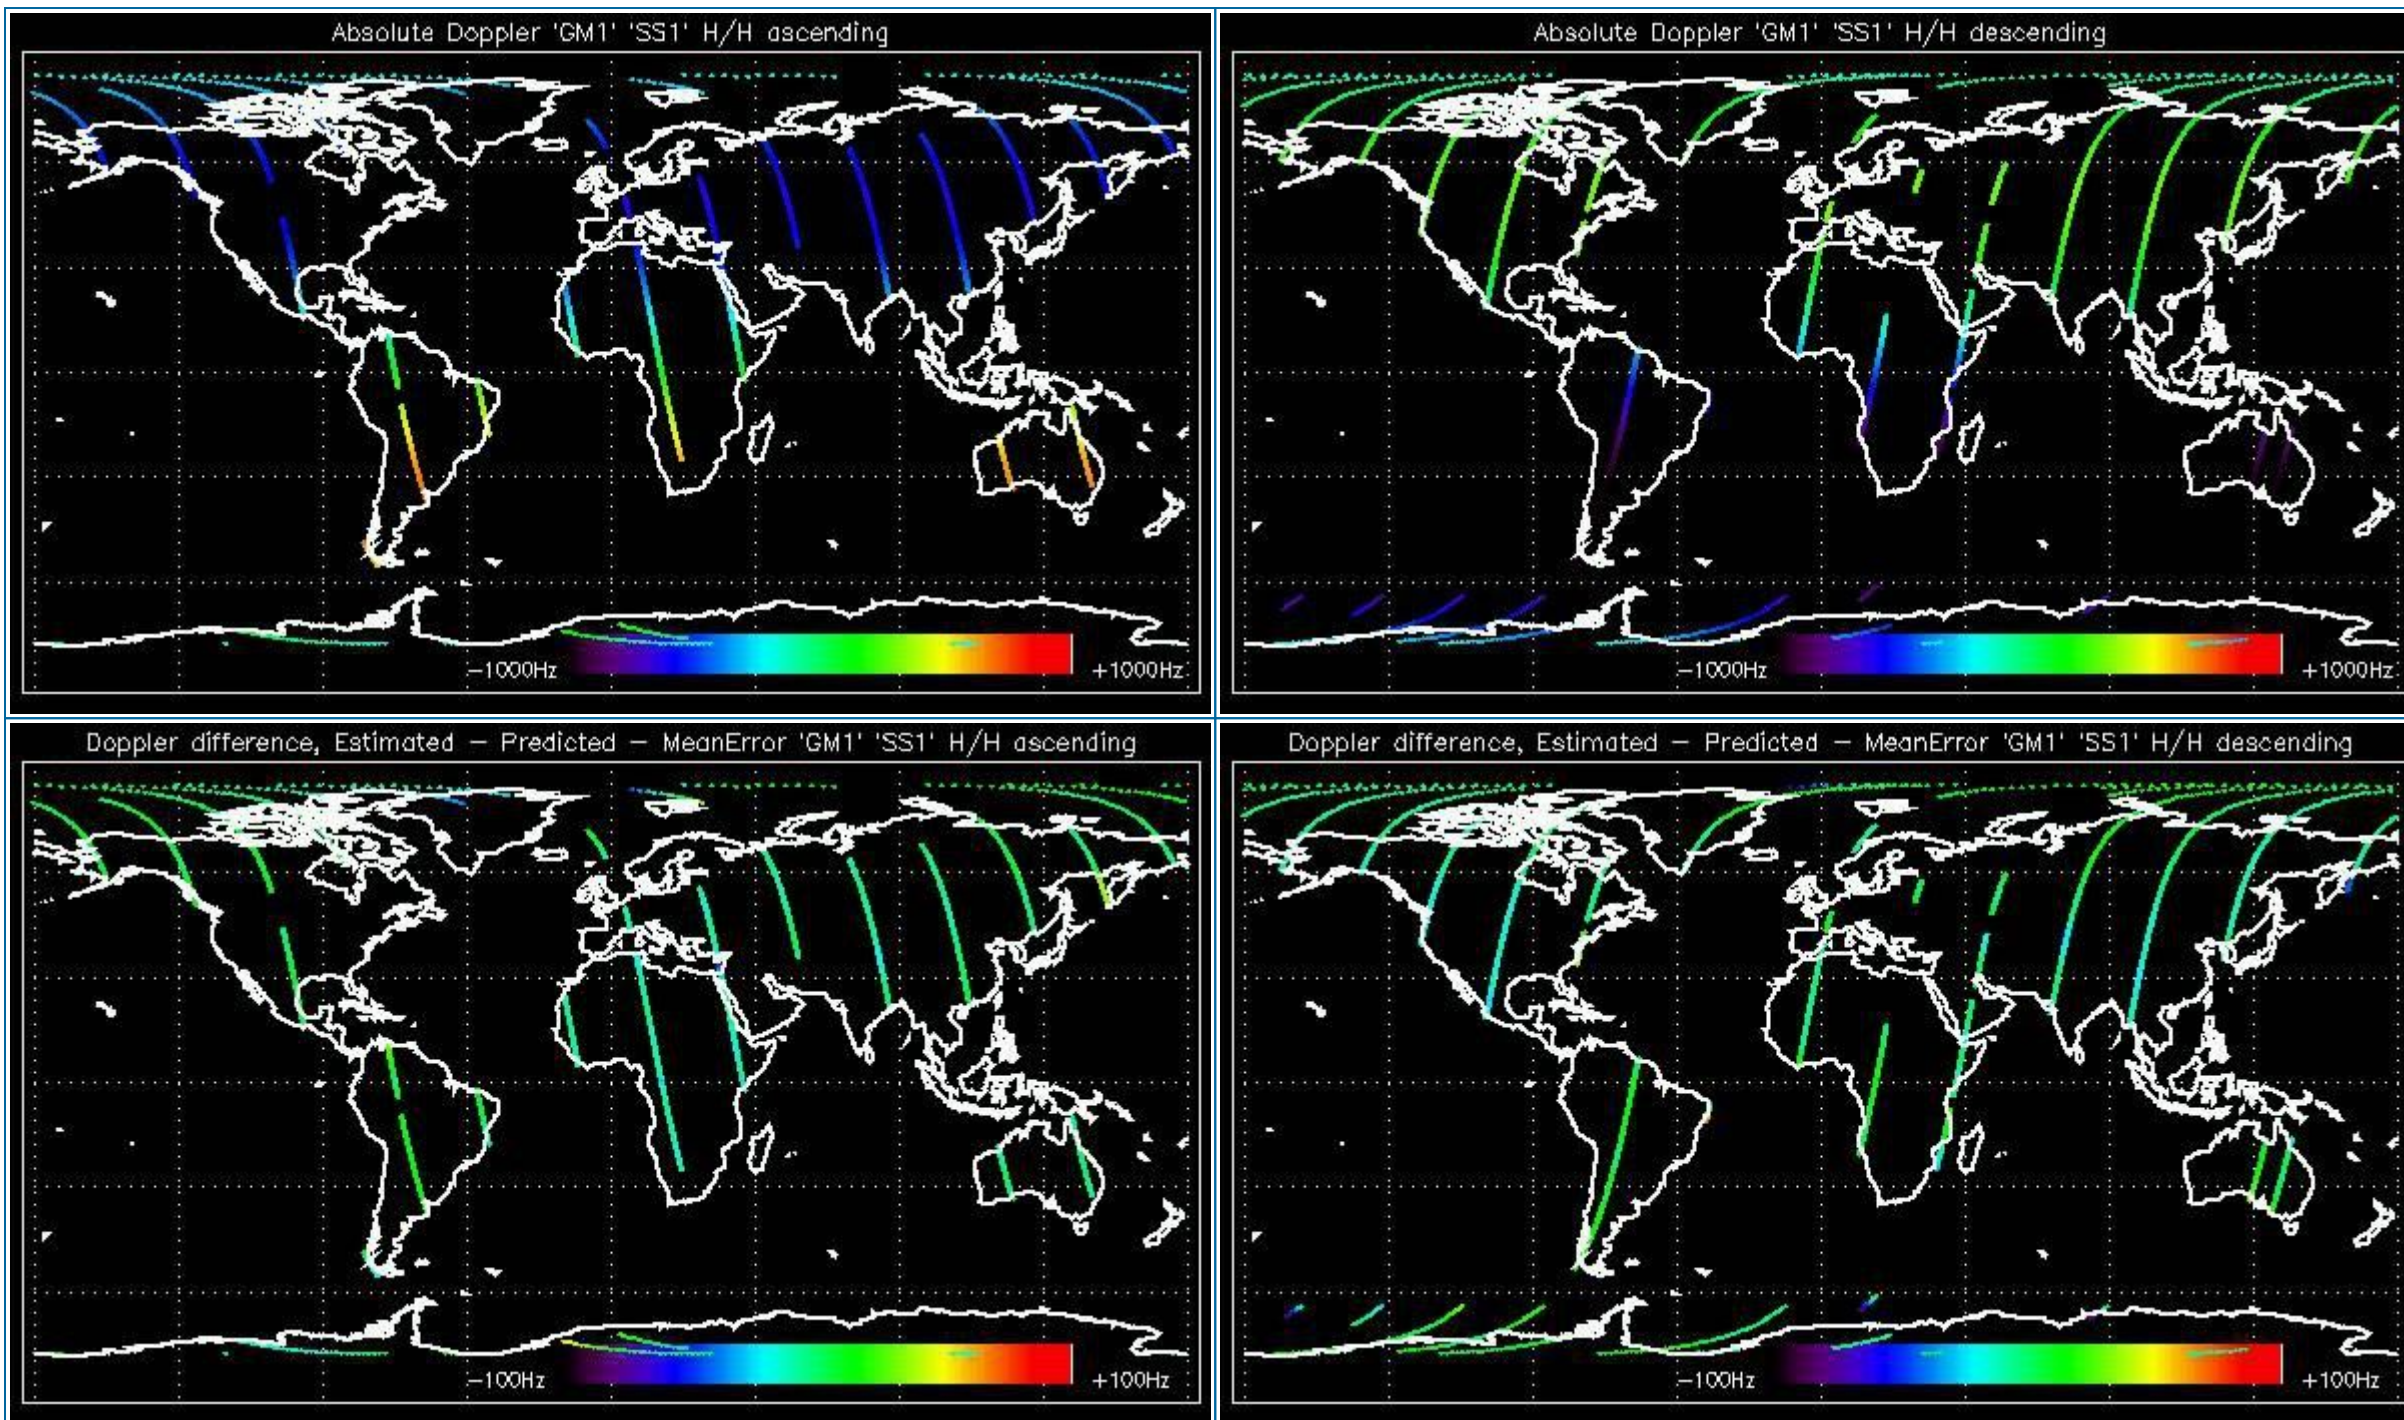 Absolute Doppler 'GM1' 'SS1' H/H ascending
-1000Hz
+1000Hz
Absolute Doppler 'GM1' 'SS1' H/H descending
-1000Hz
+1000Hz
Doppler difference, Estimated - Predicted - MeanError 'GM1' 'SS1' H/H ascending
-100Hz
+100Hz
Doppler difference, Estimated - Predicted - MeanError 'GM1' 'SS1' H/H descending
-100Hz
+100Hz